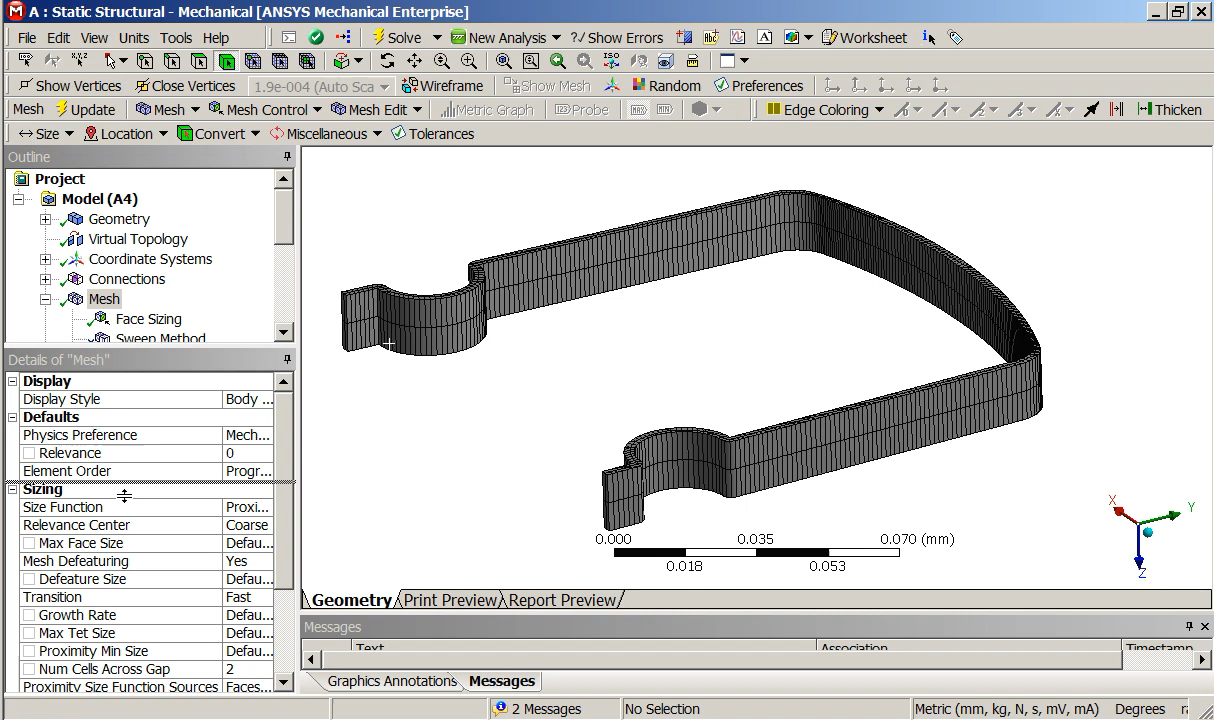 A : Static Structural - Mechanical [ANSYS Mechanical Enterprise]
File Edit View Units Tools Help Solve New Analysis ?/ Show Errors Worksheet
Show Vertices Close Vertices 1.9e-004 (Auto Sca Wireframe Show Mesh Random Preferences
Mesh Update Mesh Mesh Control Mesh Edit Metric Graph Probe MAX MIN Edge Coloring Thicken
Size Location Convert Miscellaneous Tolerances
Outline
Project
Model (A4)
Geometry
Virtual Topology
Coordinate Systems
Connections
Mesh
Face Sizing
Sweep Method
Details of "Mesh"
Display
Display Style Body ...
Defaults
Physics Preference Mech...
Relevance 0
Element Order Progr...
Sizing
Size Function Proxi...
Relevance Center Coarse
Max Face Size Defau...
Mesh Defeaturing Yes
Defeature Size Defau...
Transition Fast
Growth Rate Defau...
Max Tet Size Defau...
Proximity Min Size Defau...
Num Cells Across Gap 2
Proximity Size Function Sources Faces...
X
Y
Z
0.000 0.035 0.070 (mm)
0.018 0.053
Geometry Print Preview Report Preview
Messages
Text Association Timestamp
Graphics Annotations Messages
2 Messages No Selection Metric (mm, kg, N, s, mV, mA) Degrees